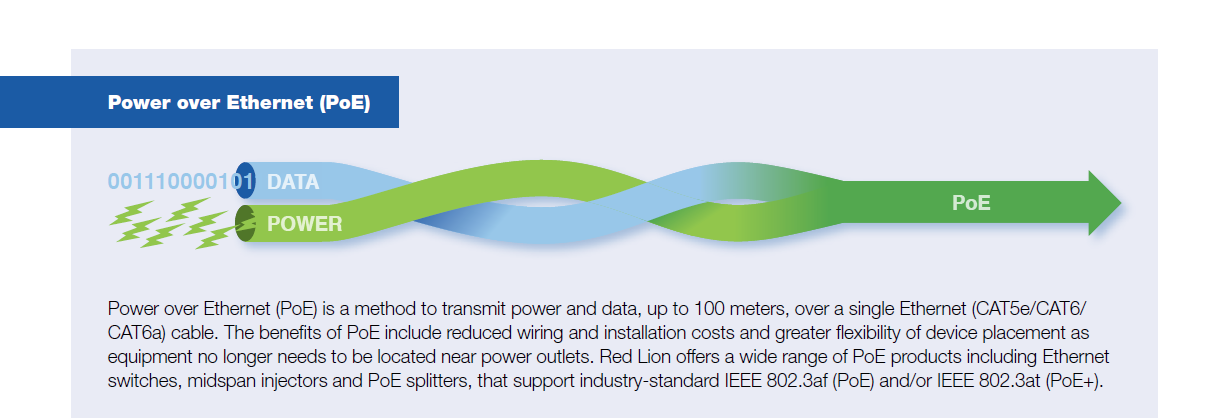 Power over Ethernet (PoE)
001110000101 DATA
POWER
PoE
Power over Ethernet (PoE) is a method to transmit power and data, up to 100 meters, over a single Ethernet (CAT5e/CAT6/
CAT6a) cable. The benefits of PoE include reduced wiring and installation costs and greater flexibility of device placement as
equipment no longer needs to be located near power outlets. Red Lion offers a wide range of PoE products including Ethernet
switches, midspan injectors and PoE splitters, that support industry-standard IEEE 802.3af (PoE) and/or IEEE 802.3at (PoE+).